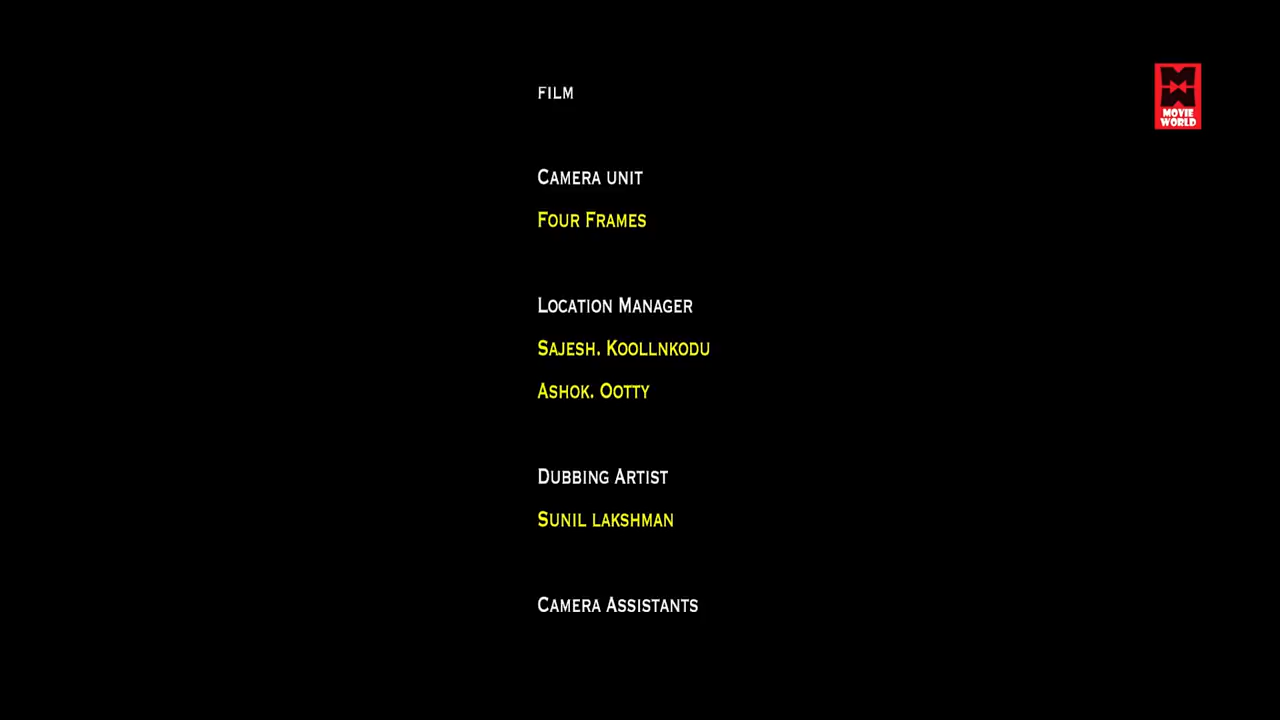 FILM
CAMERA UNIT
FOUR FRAMES
LOCATION MANAGER
SAJESH. KOOLLNKODU
ASHOK. OOTTY
DUBBING ARTIST
SUNIL LAKSHMAN
CAMERA ASSISTANTS
MOVIE
WORLD